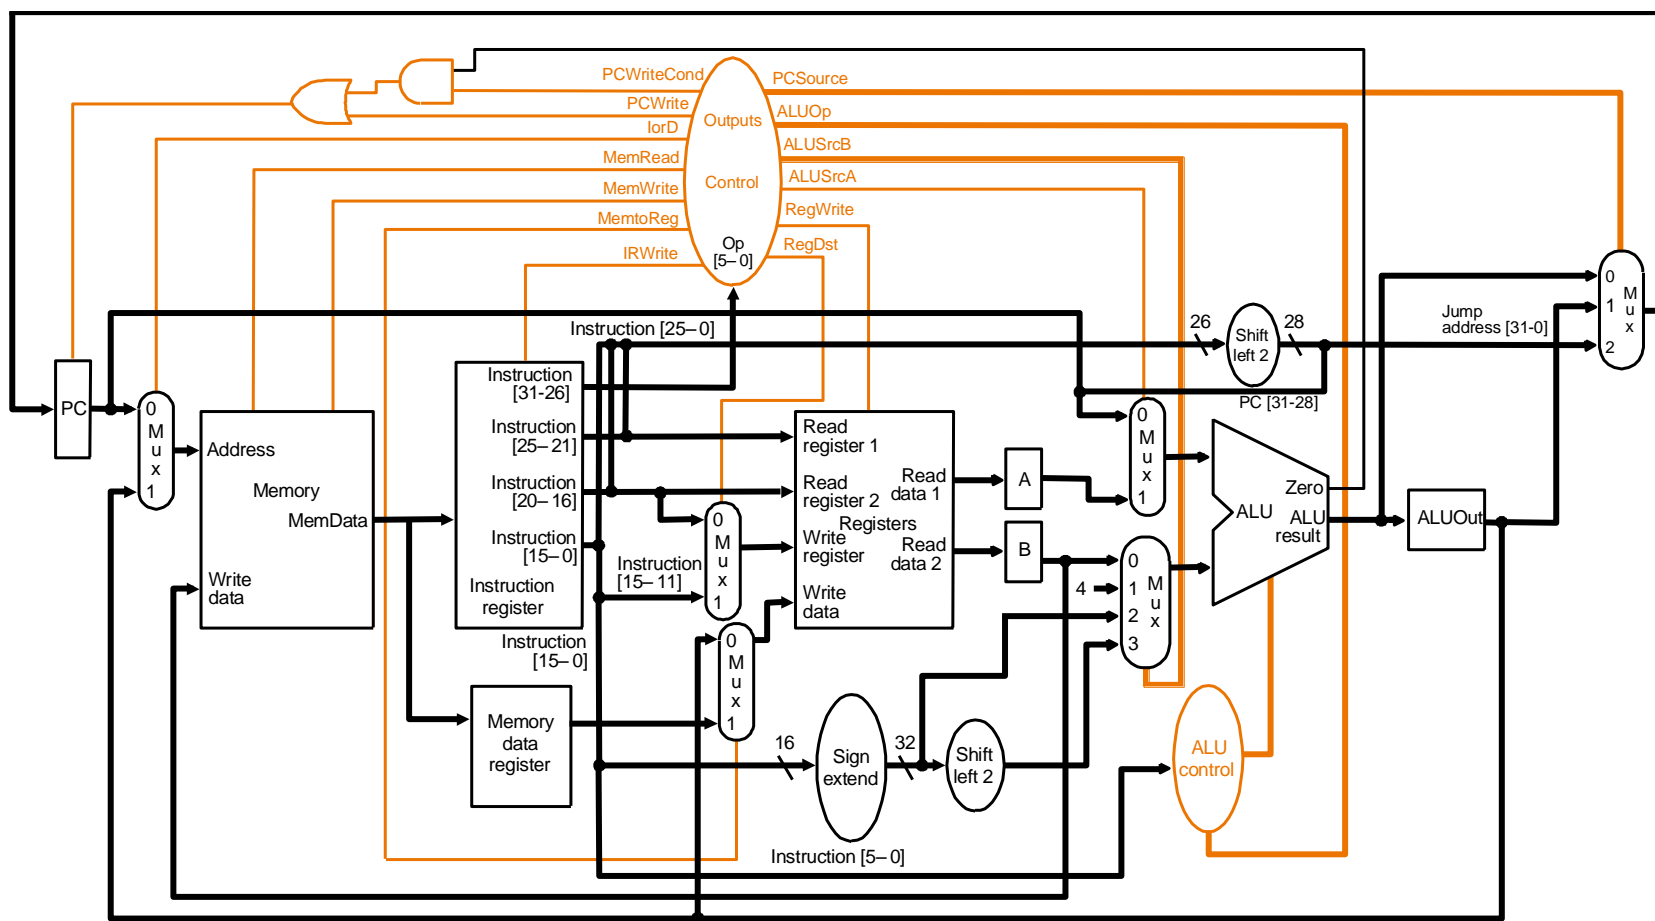 PCWriteCond
PCSource
PCWrite
ALUOp
IorD
Outputs
ALUSrcB
MemRead
ALUSrcA
Control
MemWrite
RegWrite
MemtoReg
RegDst
IRWrite
Op
[5–0]
Instruction [25–0]
26
Shift
left 2
28
Jump
address [31-0]
0
1
2
M
u
x
PC [31-28]
PC
0
M
u
x
1
Address
Memory
MemData
Write
data
Instruction
[31-26]
Instruction
[25–21]
Instruction
[20–16]
Instruction
[15–0]
Instruction
register
Instruction
[15–11]
0
M
u
x
1
Read
register 1
Read
register 2
Registers
Write
register
Write
data
Read
data 1
Read
data 2
A
B
0
M
u
x
1
4
0
1
2
3
M
u
x
Zero
ALU
ALU
result
ALUOut
Instruction
[15–0]
0
M
u
x
1
Memory
data
register
16
Sign
extend
32
Shift
left 2
ALU
control
Instruction [5–0]